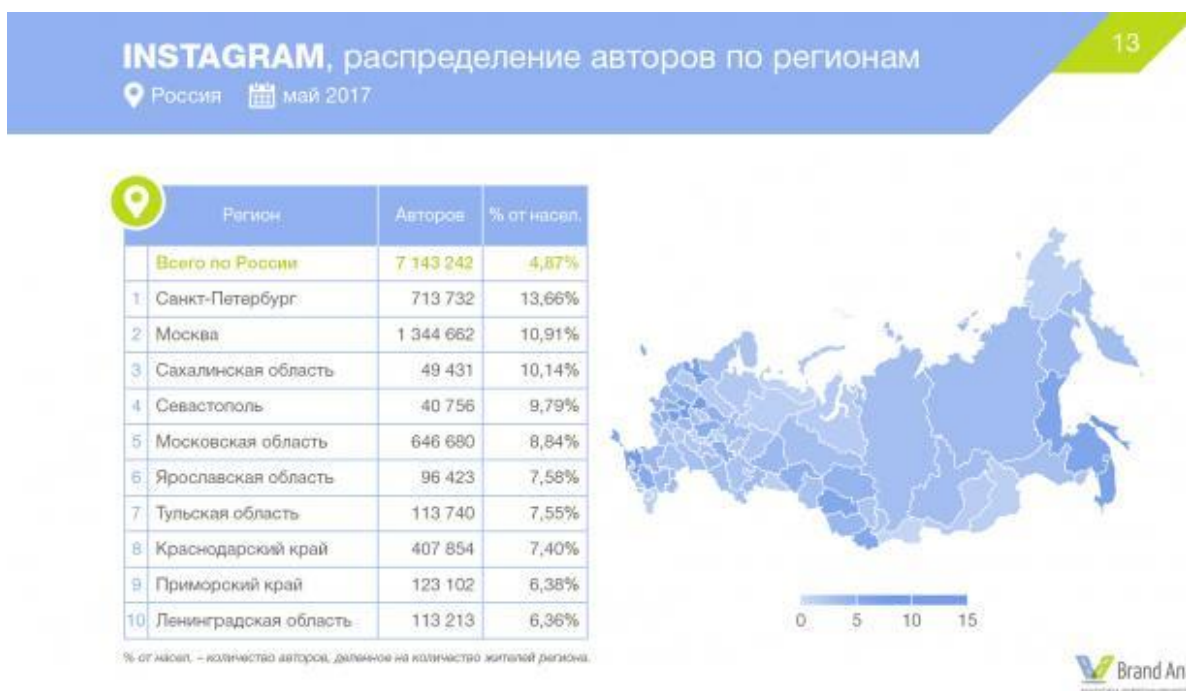 INSTAGRAM, распределение авторов по регионам
13
Россия май 2017
Регион Авторов % от насел.
Всего по России 7 143 242 4,87%
1 Санкт-Петербург 713 732 13,66%
2 Москва 1 344 662 10,91%
3 Сахалинская область 49 431 10,14%
4 Севастополь 40 756 9,79%
5 Московская область 646 680 8,84%
6 Ярославская область 96 423 7,58%
7 Тульская область 113 740 7,55%
8 Краснодарский край 407 854 7,40%
9 Приморский край 123 102 6,38%
10 Ленинградская область 113 213 6,36%
0 5 10 15
% от насел. – количество авторов, деленное на количество жителей региона.
Brand An